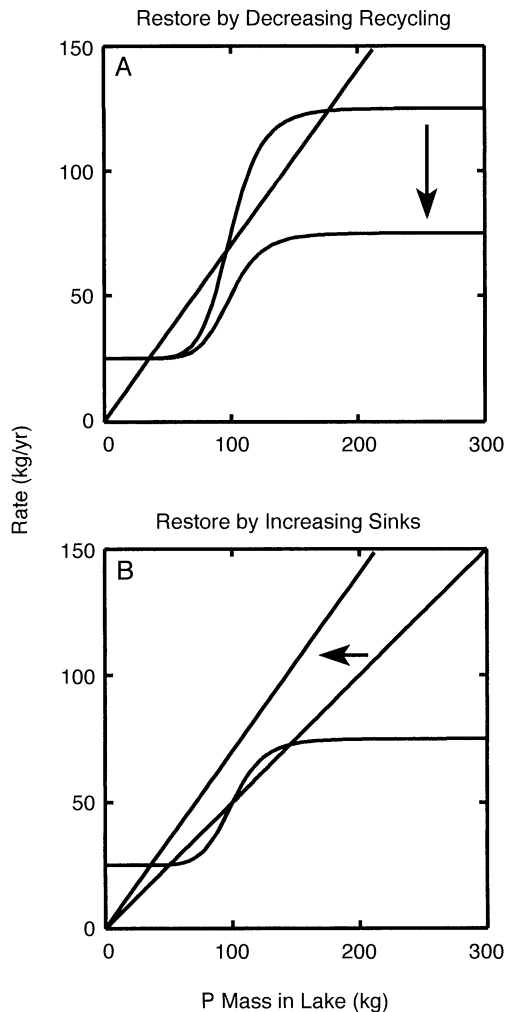 Restore by Decreasing Recycling
150
A
100
50
0
0 100 200 300
Rate (kg/yr)
Restore by Increasing Sinks
150
B
100
50
0
0 100 200 300
P Mass in Lake (kg)